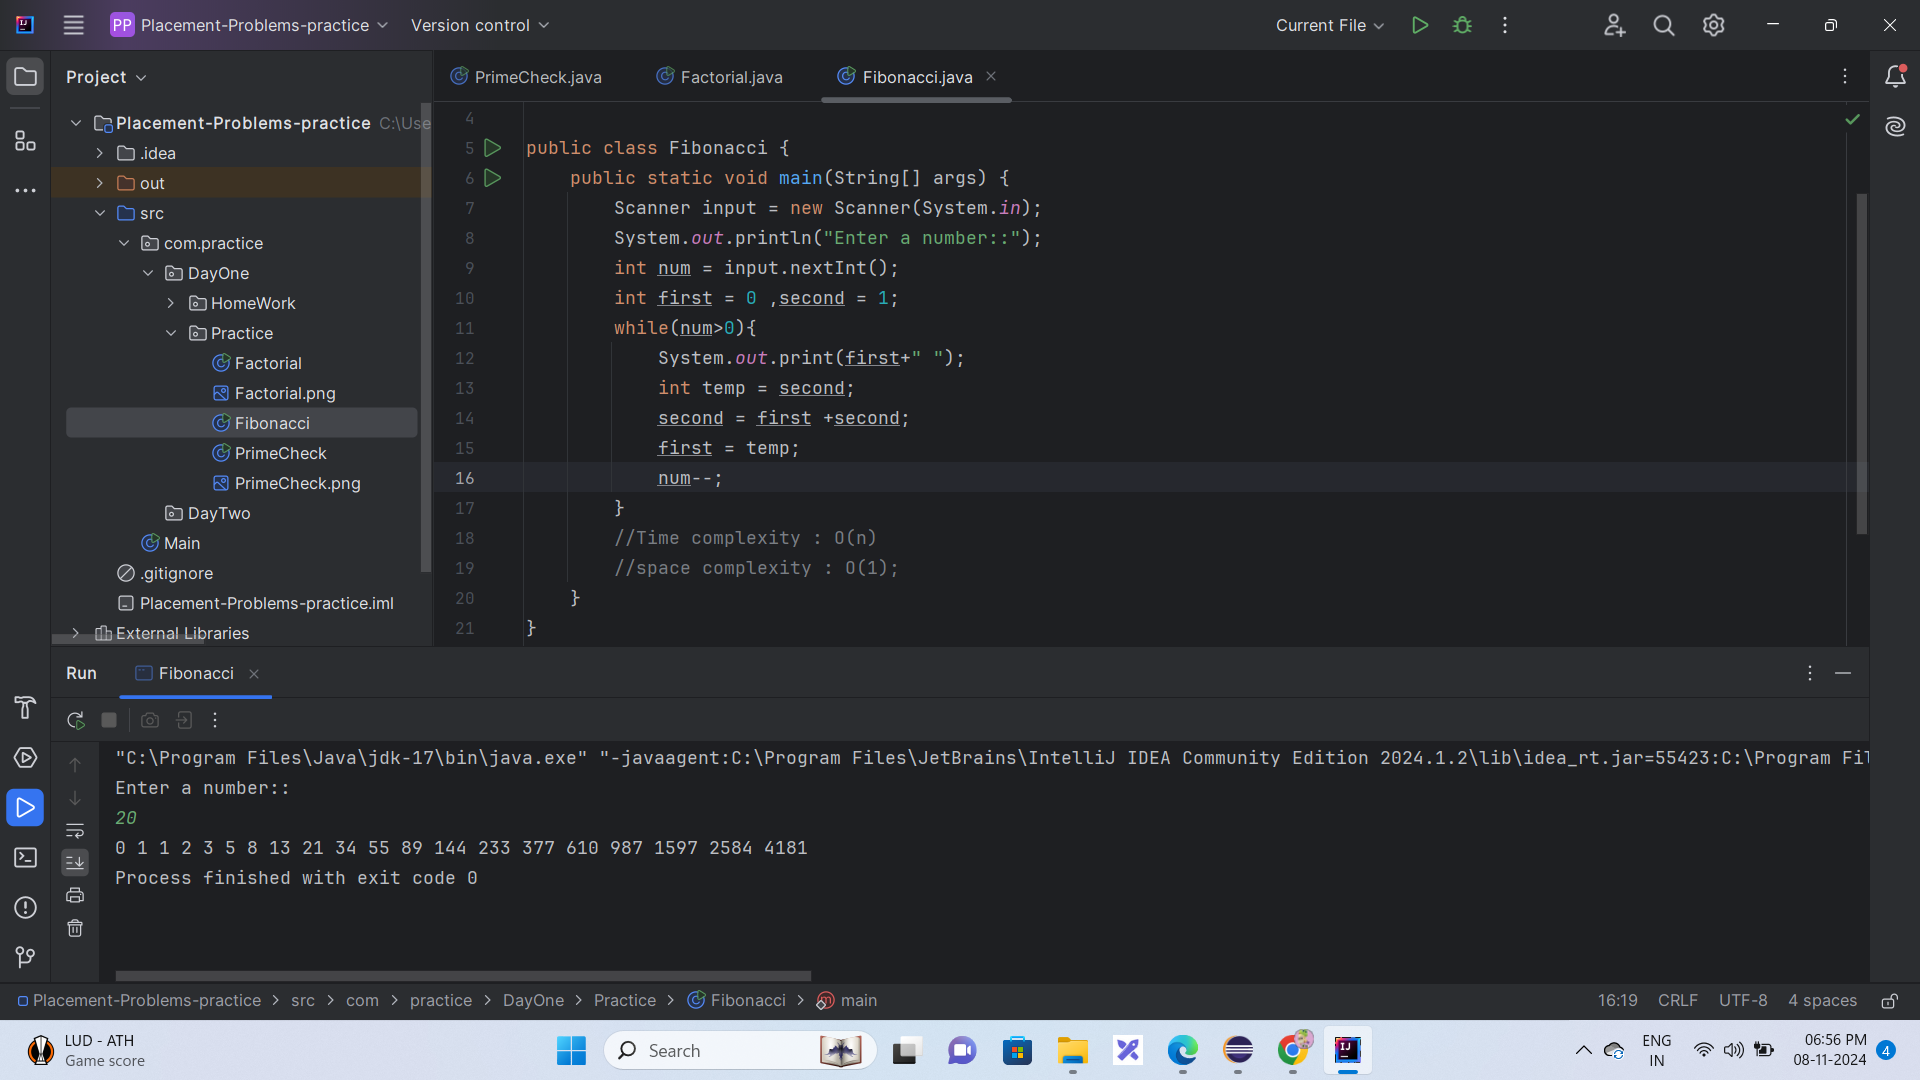 PP Placement-Problems-practice Version control Current File
Project
PrimeCheck.java Factorial.java Fibonacci.java
Placement-Problems-practice C:\Use
.idea
out
src
com.practice
DayOne
HomeWork
Practice
Factorial
Factorial.png
Fibonacci
PrimeCheck
PrimeCheck.png
DayTwo
Main
.gitignore
Placement-Problems-practice.iml
External Libraries
4
5 public class Fibonacci {
6 public static void main(String[] args) {
7 Scanner input = new Scanner(System.in);
8 System.out.println("Enter a number::");
9 int num = input.nextInt();
10 int first = 0 ,second = 1;
11 while(num>0){
12 System.out.print(first+" ");
13 int temp = second;
14 second = first +second;
15 first = temp;
16 num--;
17 }
18 //Time complexity : O(n)
19 //space complexity : O(1);
20 }
21 }
Run Fibonacci
"C:\Program Files\Java\jdk-17\bin\java.exe" "-javaagent:C:\Program Files\JetBrains\IntelliJ IDEA Community Edition 2024.1.2\lib\idea_rt.jar=55423:C:\Program Fil
Enter a number::
20
0 1 1 2 3 5 8 13 21 34 55 89 144 233 377 610 987 1597 2584 4181
Process finished with exit code 0
Placement-Problems-practice > src > com > practice > DayOne > Practice > Fibonacci > main 16:19 CRLF UTF-8 4 spaces
LUD - ATH
Game score
Search
ENG
IN
06:56 PM
08-11-2024
4